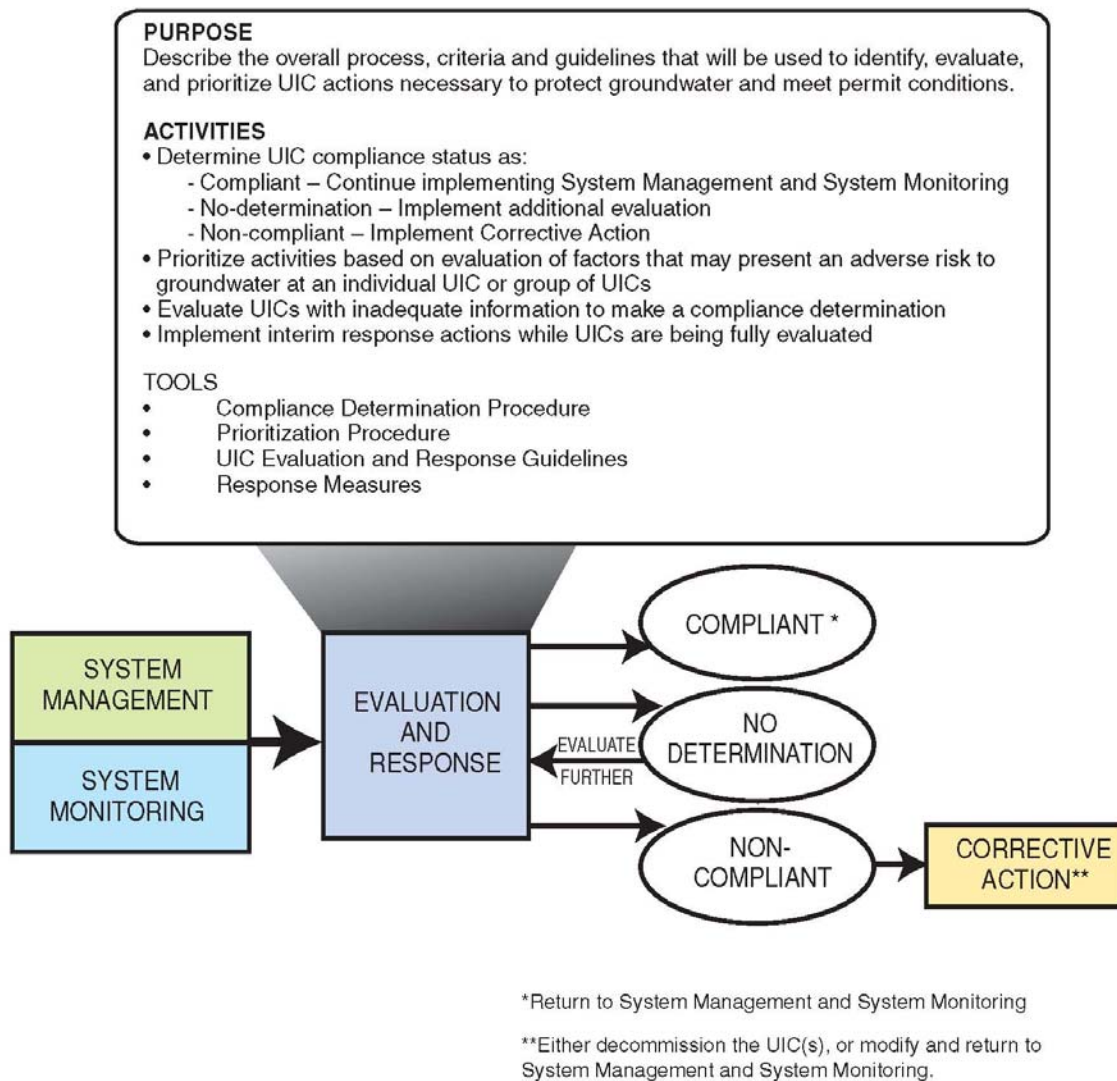 PURPOSE
Describe the overall process, criteria and guidelines that will be used to identify, evaluate,
and prioritize UIC actions necessary to protect groundwater and meet permit conditions.
ACTIVITIES
• Determine UIC compliance status as:
- Compliant – Continue implementing System Management and System Monitoring
- No-determination – Implement additional evaluation
- Non-compliant – Implement Corrective Action
• Prioritize activities based on evaluation of factors that may present an adverse risk to
groundwater at an individual UIC or group of UICs
• Evaluate UICs with inadequate information to make a compliance determination
• Implement interim response actions while UICs are being fully evaluated
TOOLS
• Compliance Determination Procedure
• Prioritization Procedure
• UIC Evaluation and Response Guidelines
• Response Measures
SYSTEM
MANAGEMENT
SYSTEM
MONITORING
EVALUATION
AND
RESPONSE
COMPLIANT *
NO
DETERMINATION
EVALUATE
FURTHER
NON-
COMPLIANT
CORRECTIVE
ACTION**
*Return to System Management and System Monitoring
**Either decommission the UIC(s), or modify and return to
System Management and System Monitoring.